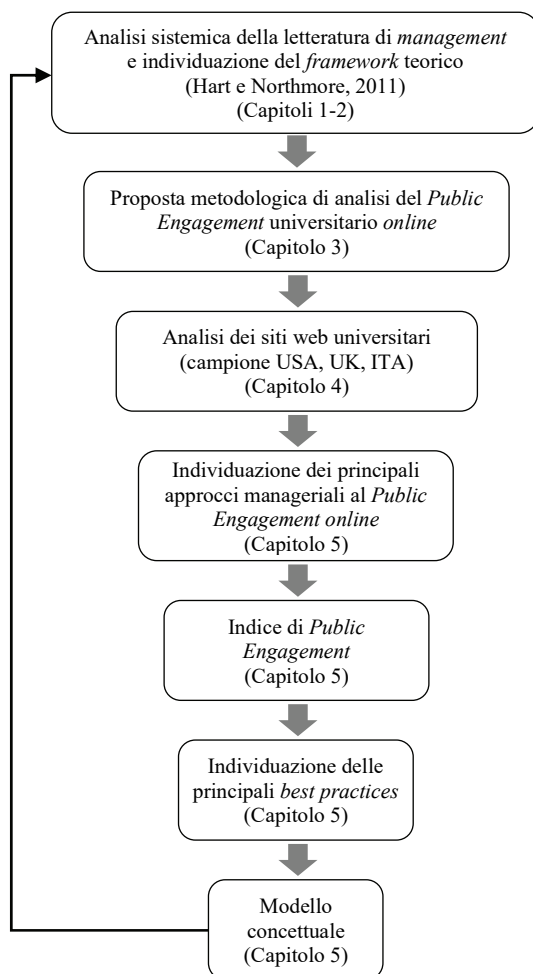 Analisi sistemica della letteratura di management
e individuazione del framework teorico
(Hart e Northmore, 2011)
(Capitoli 1-2)
Proposta metodologica di analisi del Public
Engagement universitario online
(Capitolo 3)
Analisi dei siti web universitari
(campione USA, UK, ITA)
(Capitolo 4)
Individuazione dei principali
approcci manageriali al Public
Engagement online
(Capitolo 5)
Indice di Public
Engagement
(Capitolo 5)
Individuazione delle
principali best practices
(Capitolo 5)
Modello
concettuale
(Capitolo 5)